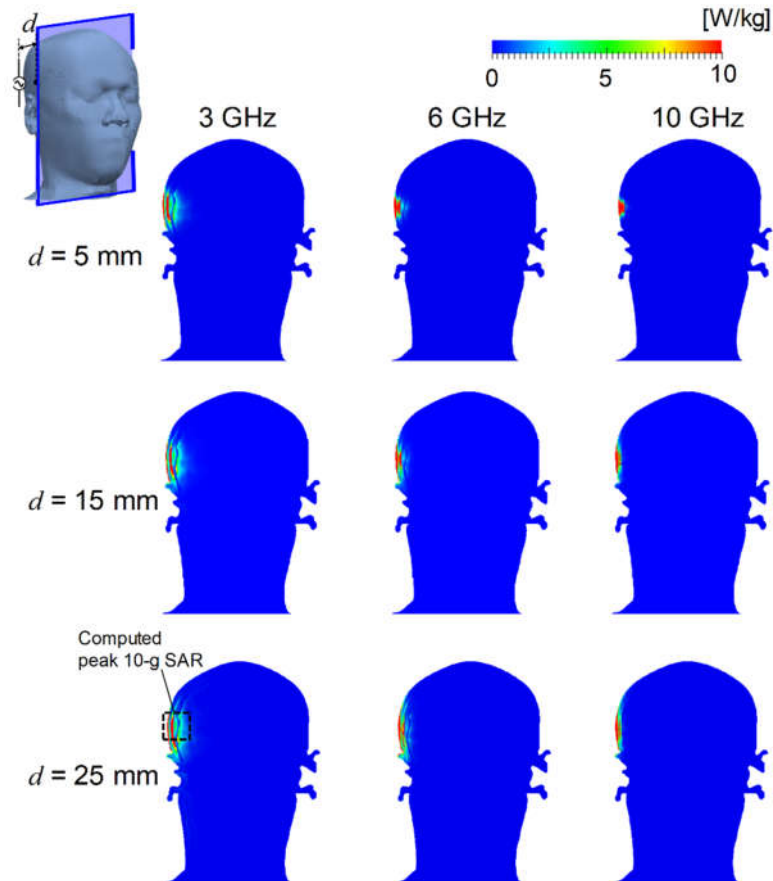 d
[W/kg]
0 5 10
3 GHz 6 GHz 10 GHz
d = 5 mm
d = 15 mm
Computed
peak 10-g SAR
d = 25 mm